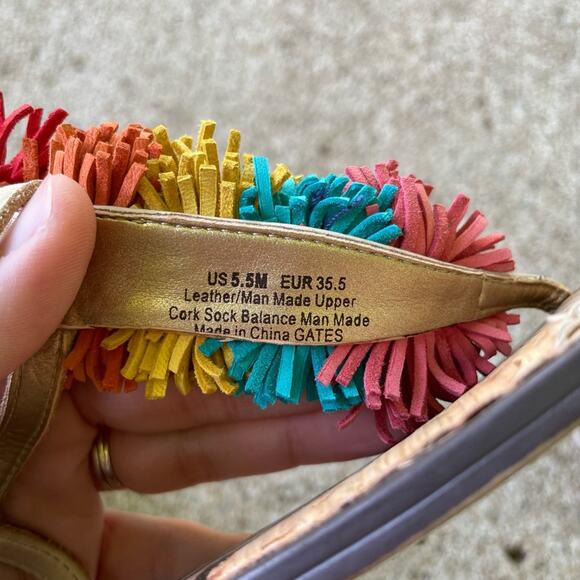 US 5.5M EUR 35.5
Leather/Man Made Upper
Cork Sock Balance Man Made
Made in China GATES